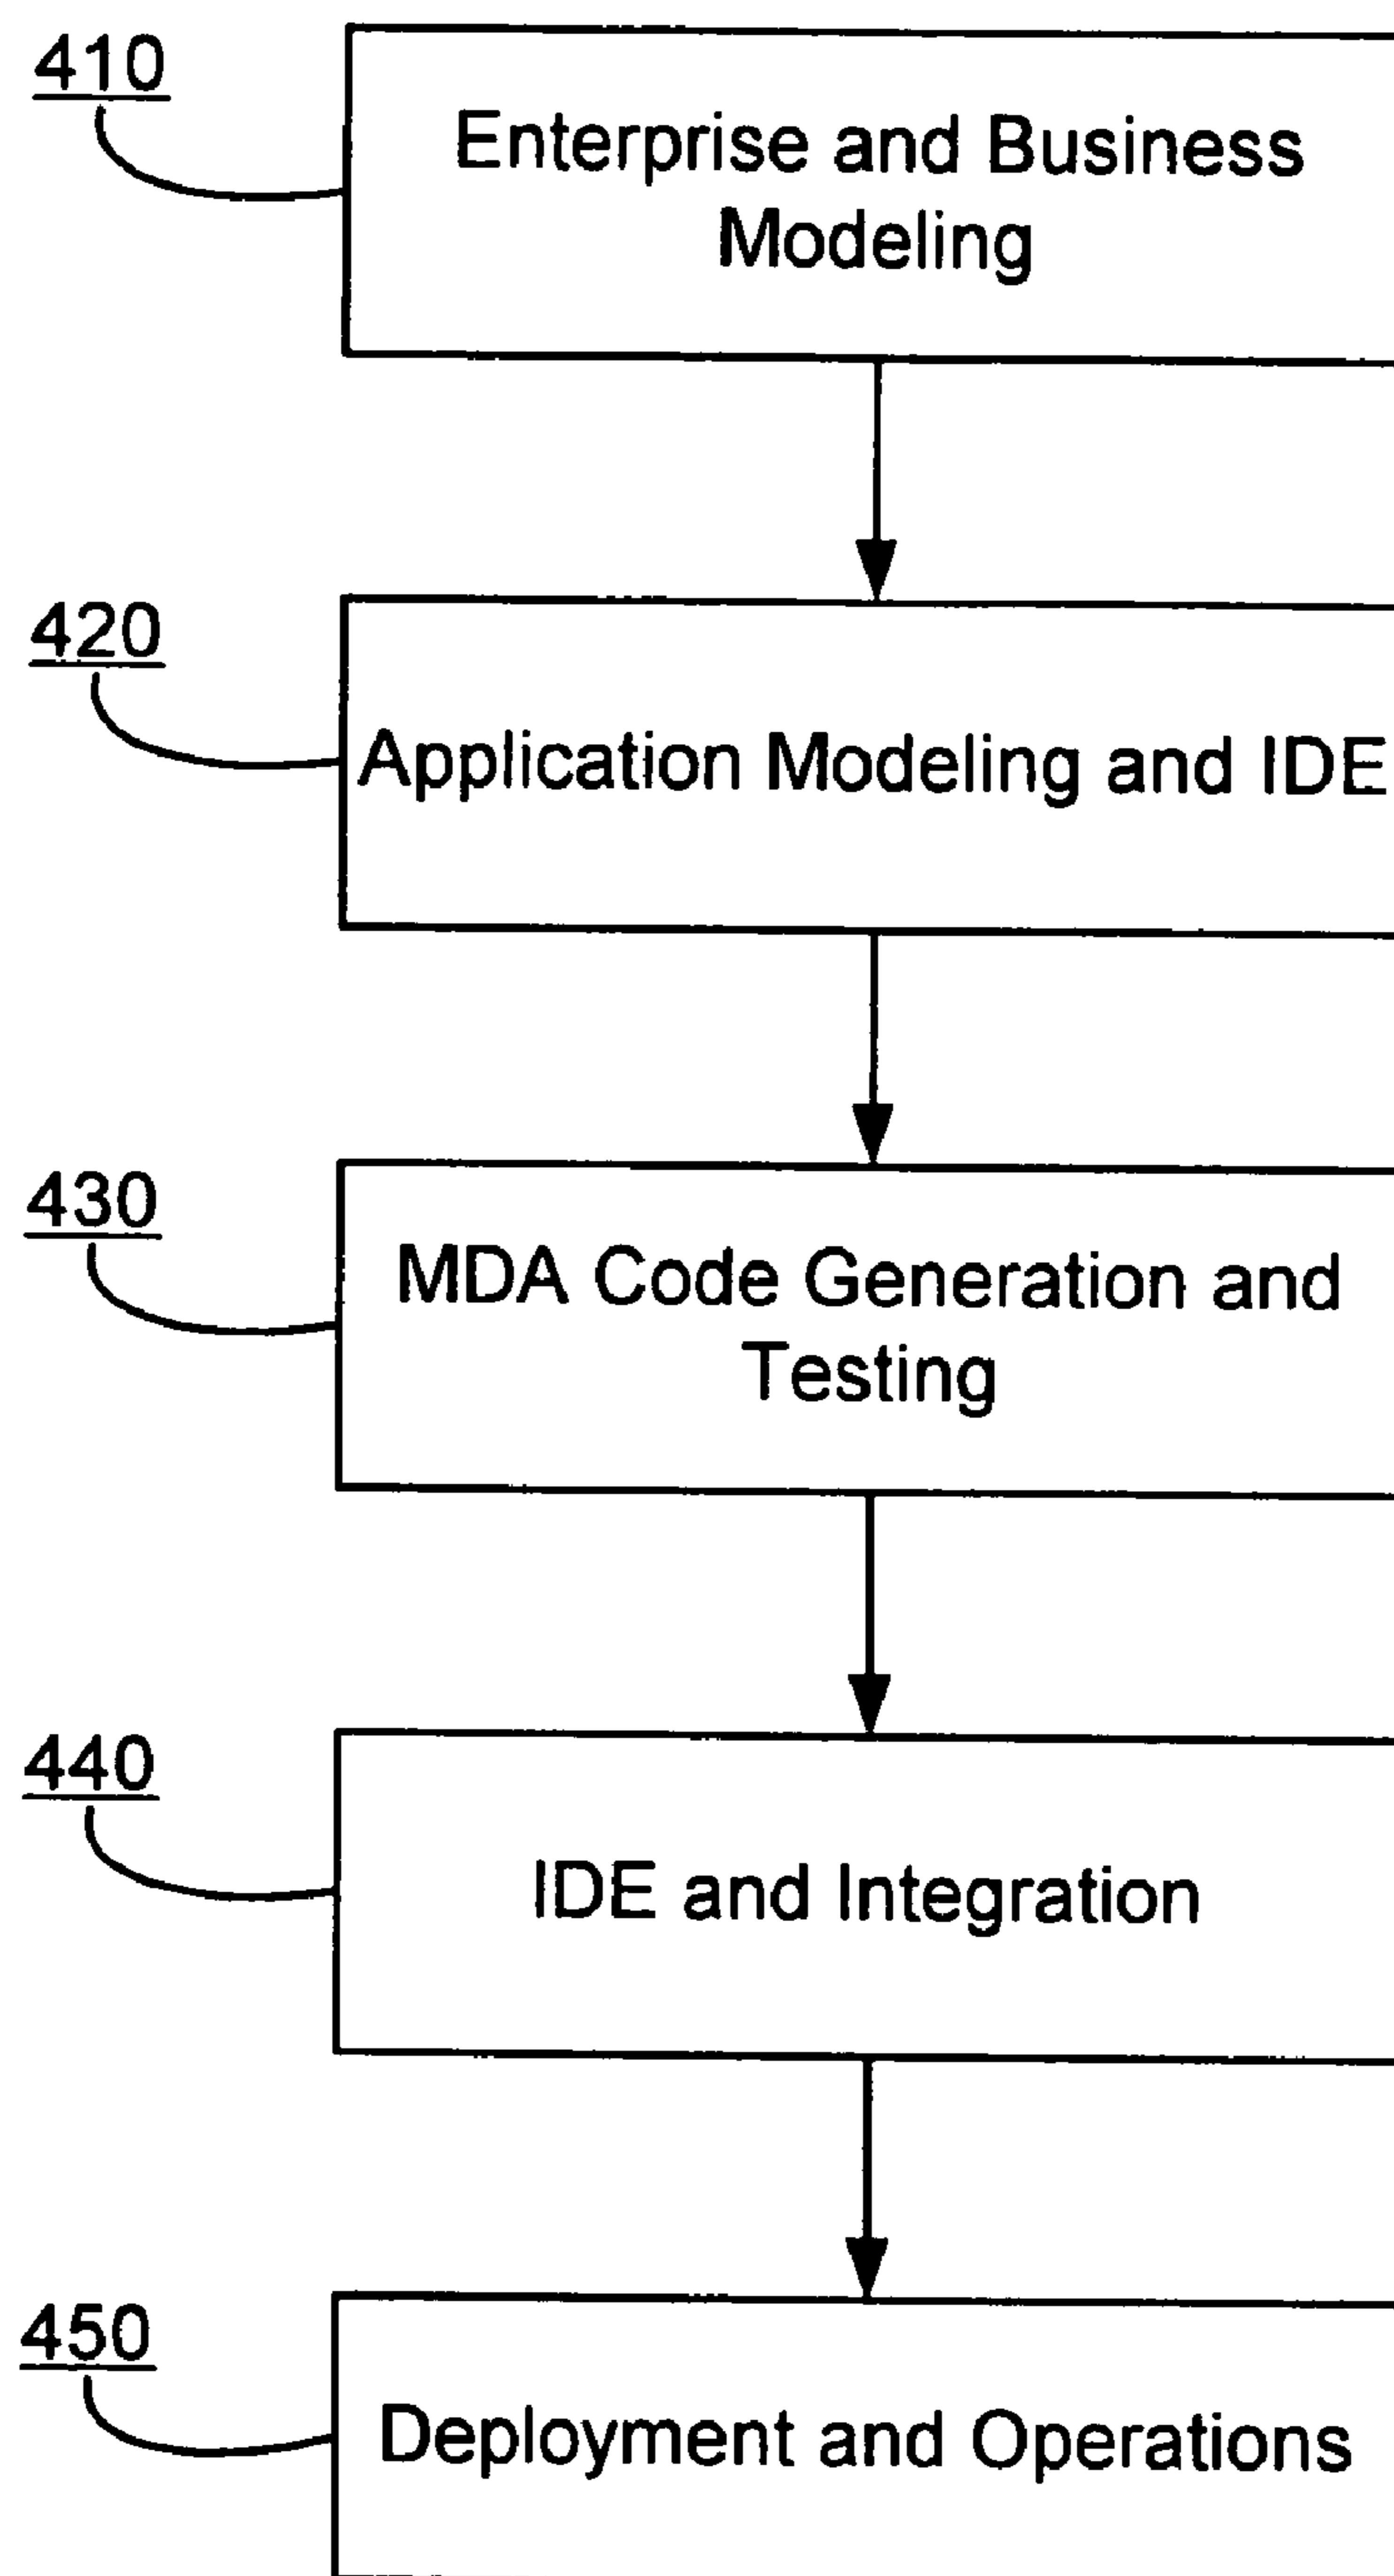 410
Enterprise and Business
Modeling
420
Application Modeling and IDE
430
MDA Code Generation and
Testing
440
IDE and Integration
450
Deployment and Operations